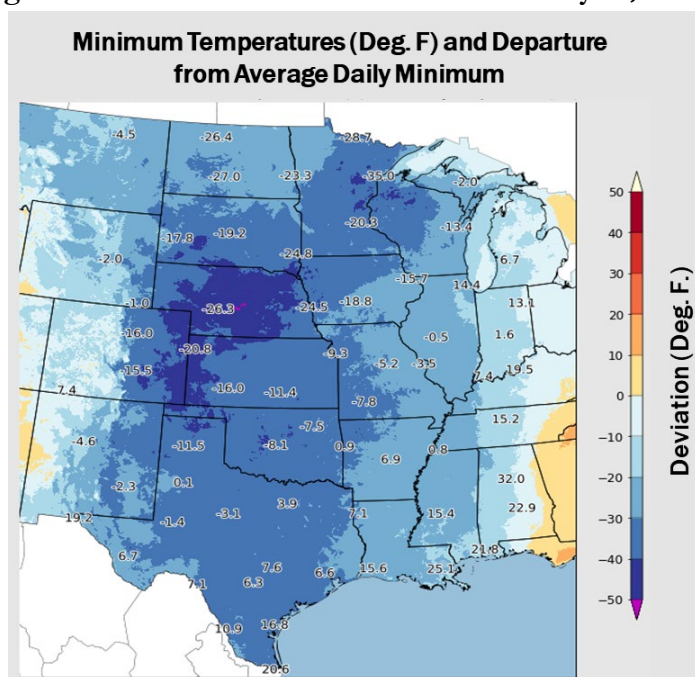 Minimum Temperatures (Deg. F) and Departure
from Average Daily Minimum
-4.5 -26.4 -28.7
-27.0 -23.3 -35.0 -2.0
-17.8 -19.2 -20.3 -13.4
-2.0 -24.8 6.7
-15.7 14.4
-1.0 -26.3 -24.5 -18.8 13.1
-16.0 -0.5 1.6
-20.8 -9.3
-15.5 -5.2 -3.5 7.4 19.5
7.4 -16.0 -11.4 -7.8
15.2
-4.6 -11.5 -7.5
-8.1 0.9 6.9 0.8
-2.3 0.1 32.0
3.9 22.9
19.2 -1.4 -3.1 7.1 15.4
6.7 21.8
7.1 7.6 6.6 15.6 25.1
6.3
10.9 16.8
20.6
50
40
30
20
10
0
−10
−20
−30
−40
−50
Deviation (Deg. F.)